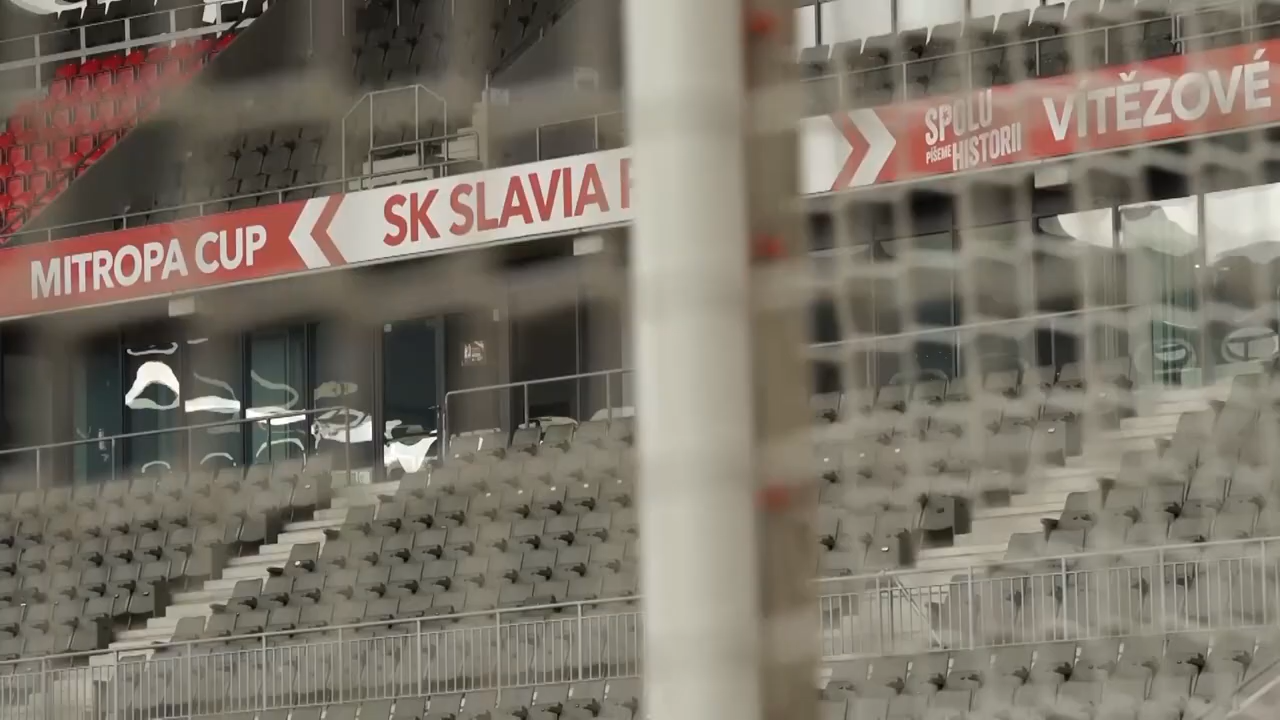 MITROPA CUP
SK SLAVIA
SPOLU
PÍŠEME HISTORII
VÍTĚZOVÉ